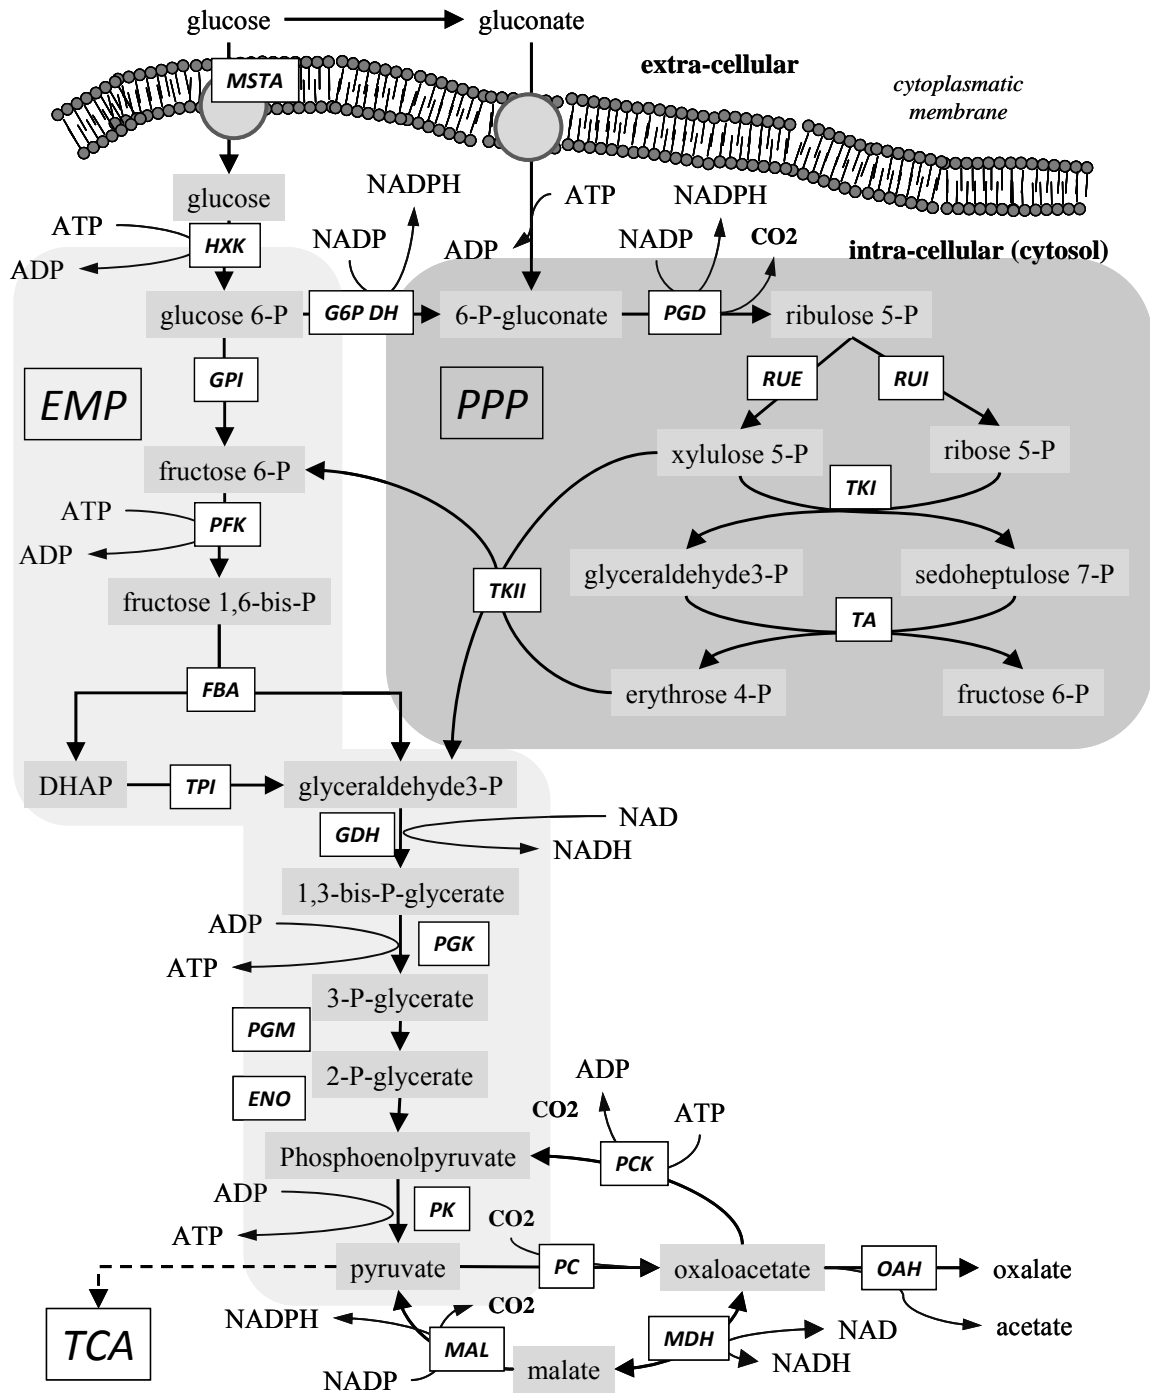 glucose
gluconate
extra-cellular
MSTA
cytoplasmatic
membrane
glucose
NADPH
ATP
NADPH
ATP
HXK
NADP
ADP
NADP
CO2
intra-cellular (cytosol)
ADP
glucose 6-P
G6P DH
6-P-gluconate
PGD
ribulose 5-P
GPI
RUE
RUI
EMP
PPP
fructose 6-P
xylulose 5-P
ribose 5-P
TKI
ATP
PFK
ADP
fructose 1,6-bis-P
TKII
glyceraldehyde3-P
sedoheptulose 7-P
TA
FBA
erythrose 4-P
fructose 6-P
DHAP
TPI
glyceraldehyde3-P
GDH
NAD
NADH
1,3-bis-P-glycerate
ADP
PGK
ATP
3-P-glycerate
PGM
2-P-glycerate
ENO
ADP
CO2
ATP
Phosphoenolpyruvate
PCK
ADP
PK
ATP
CO2
pyruvate
PC
oxaloacetate
OAH
oxalate
NADPH
CO2
acetate
TCA
MAL
MDH
NAD
NADP
malate
NADH